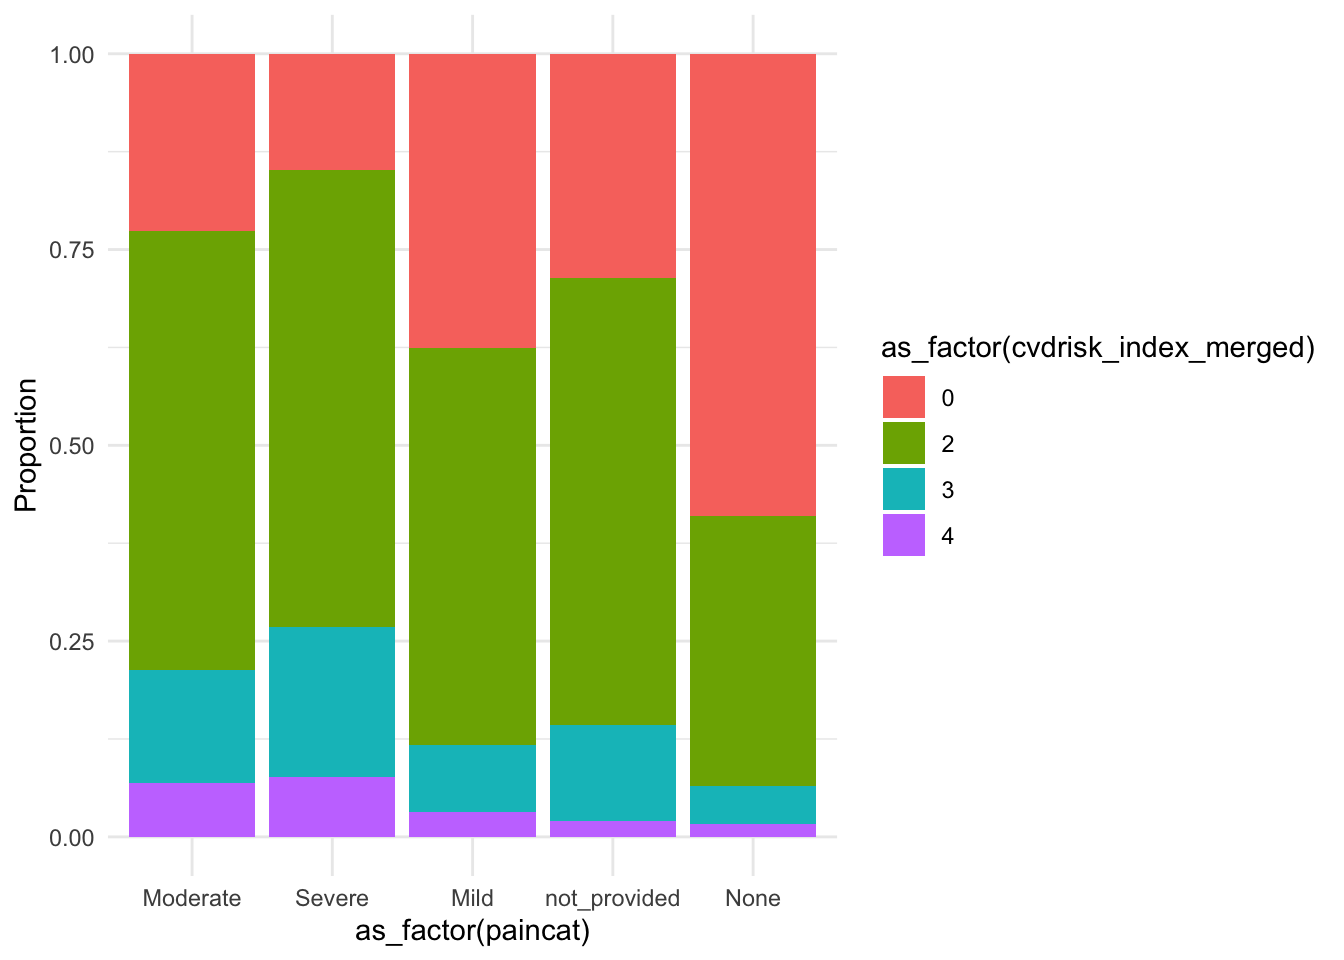 1.00
0.75
0.50
0.25
0.00
Proportion
Moderate Severe Mild not_provided None
as_factor(paincat)
as_factor(cvdrisk_index_merged)
0
2
3
4